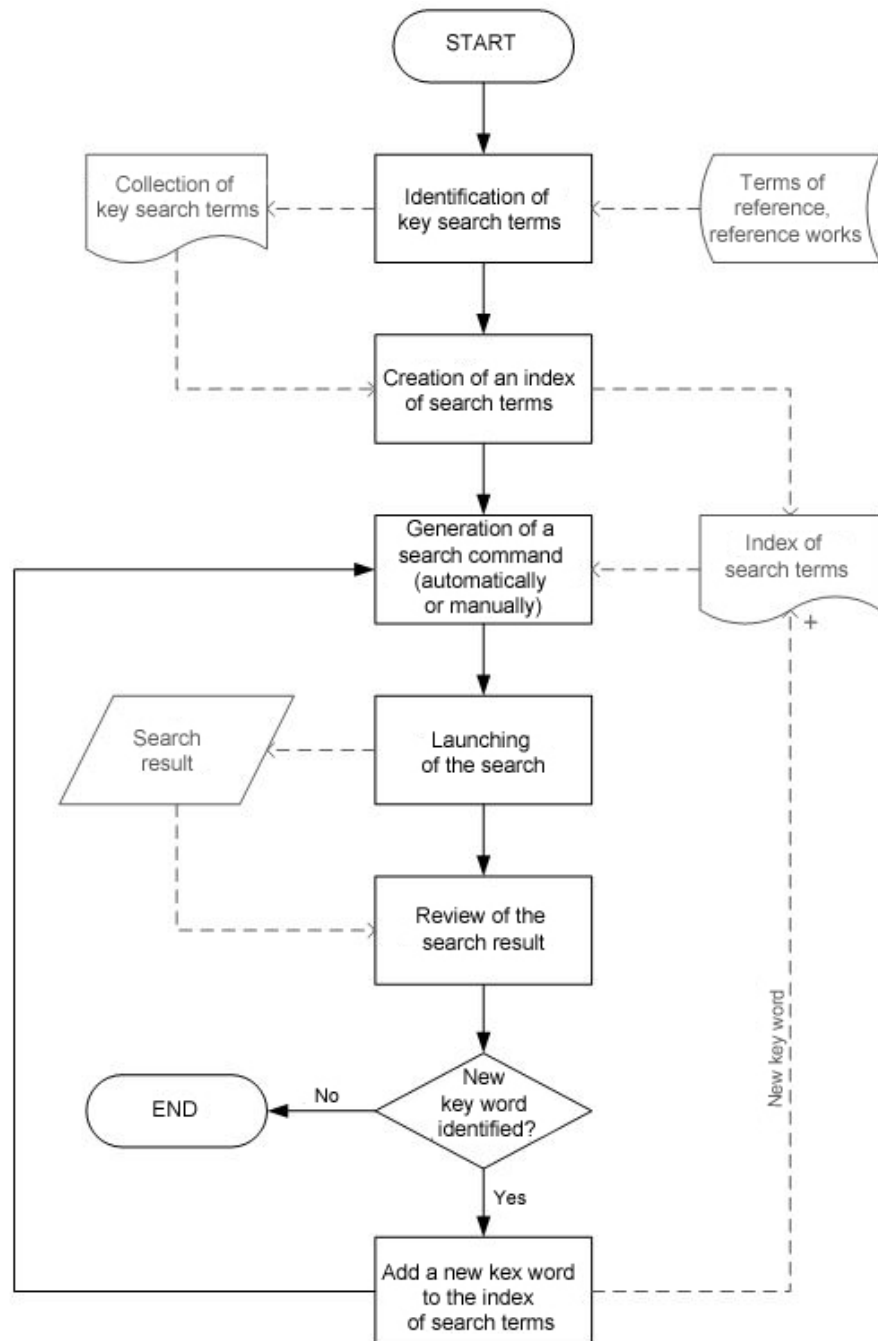 START
Collection of
key search terms
Identification of
key search terms
Terms of
reference,
reference works
Creation of an index
of search terms
Generation of a
search command
(automatically
or manually)
Index of
search terms
+
Search
result
Launching
of the search
Review of the
search result
New key word
END
No
New
key word
identified?
Yes
Add a new kex word
to the index
of search terms